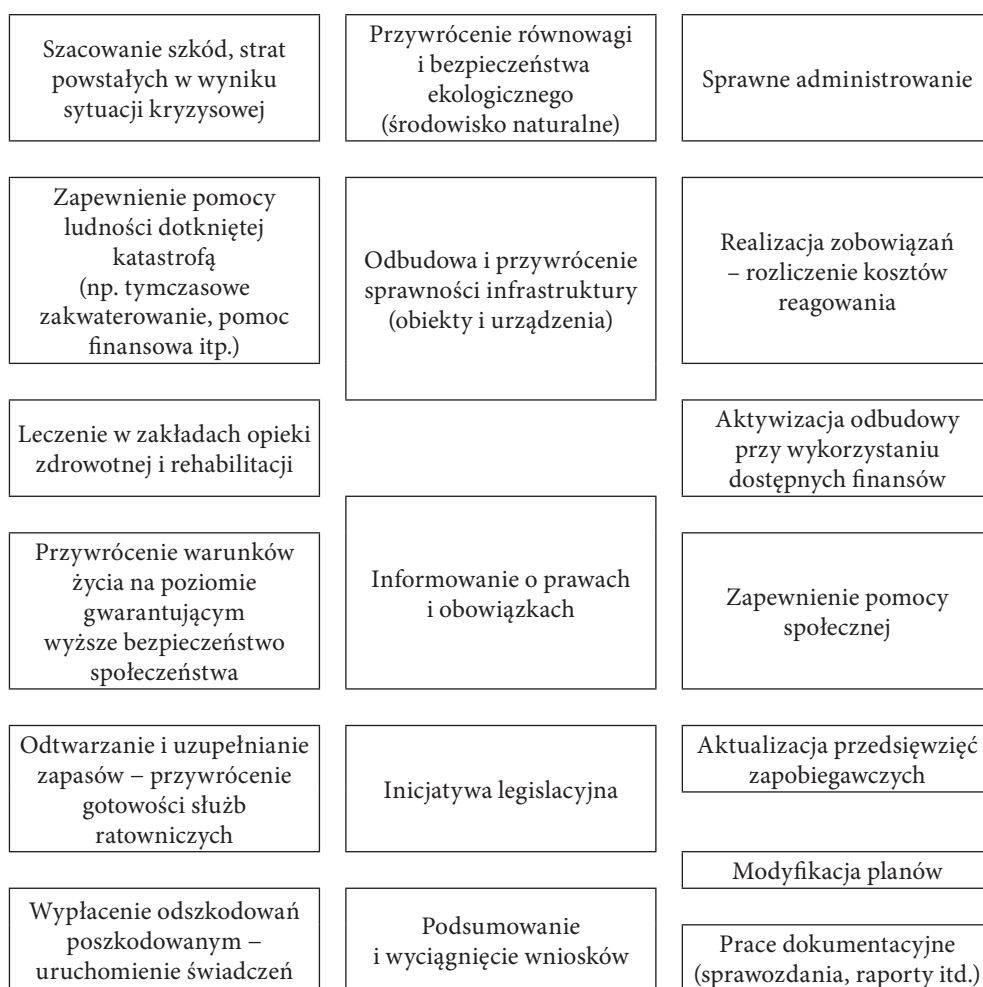 Szacowanie szkód, strat
powstałych w wyniku
sytuacji kryzysowej
Przywrócenie równowagi
i bezpieczeństwa
ekologicznego
(środowisko naturalne)
Sprawne administrowanie
Zapewnienie pomocy
ludności dotkniętej
katastrofą
(np. tymczasowe
zakwaterowanie, pomoc
finansowa itp.)
Odbudowa i przywrócenie
sprawności infrastruktury
(obiekty i urządzenia)
Realizacja zobowiązań
– rozliczenie kosztów
reagowania
Leczenie w zakładach opieki
zdrowotnej i rehabilitacji
Aktywizacja odbudowy
przy wykorzystaniu
dostępnych finansów
Przywrócenie warunków
życia na poziomie
gwarantującym
wyższe bezpieczeństwo
społeczeństwa
Informowanie o prawach
i obowiązkach
Zapewnienie pomocy
społecznej
Odtwarzanie i uzupełnianie
zapasów – przywrócenie
gotowości służb
ratowniczych
Inicjatywa legislacyjna
Aktualizacja przedsięwzięć
zapobiegawczych
Modyfikacja planów
Wypłacenie odszkodowań
poszkodowanym –
uruchomienie świadczeń
Podsumowanie
i wyciągnięcie wniosków
Prace dokumentacyjne
(sprawozdania, raporty itd.)